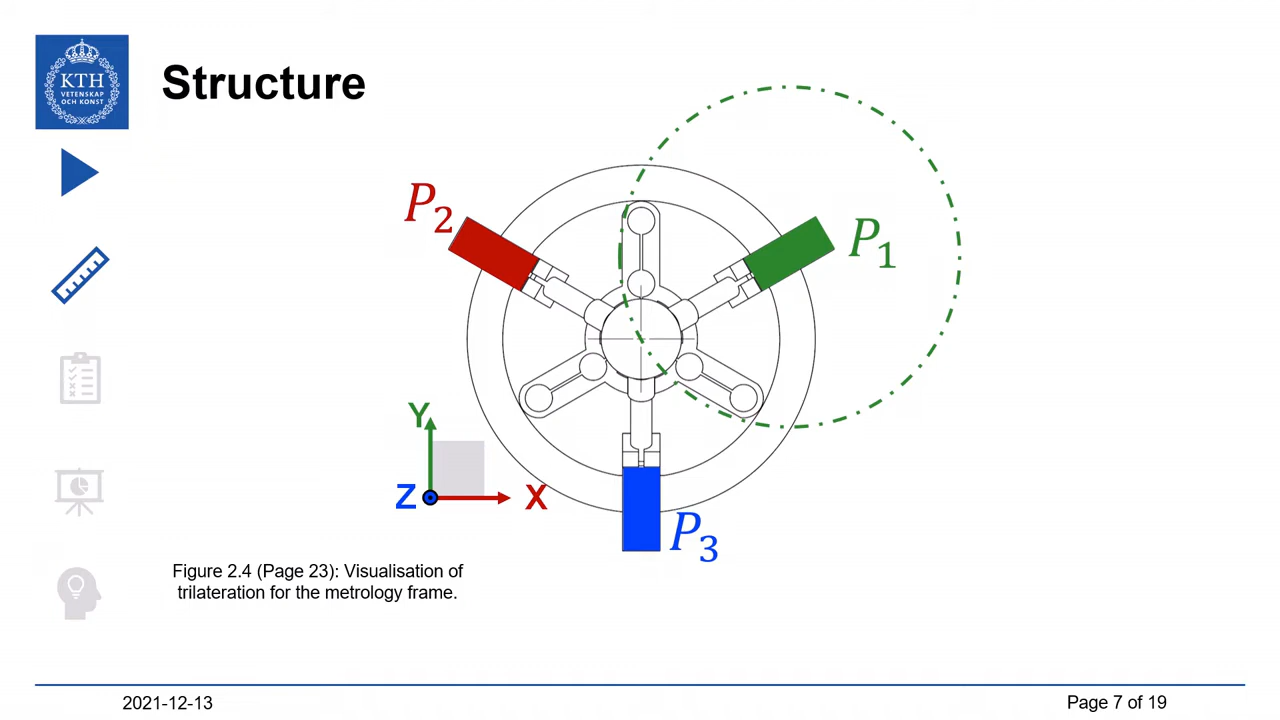 KTH
VETENSKAP
OCH KONST
Structure
P2
P1
Y
Z
X
P3
Figure 2.4 (Page 23): Visualisation of
trilateration for the metrology frame.
2021-12-13
Page 7 of 19